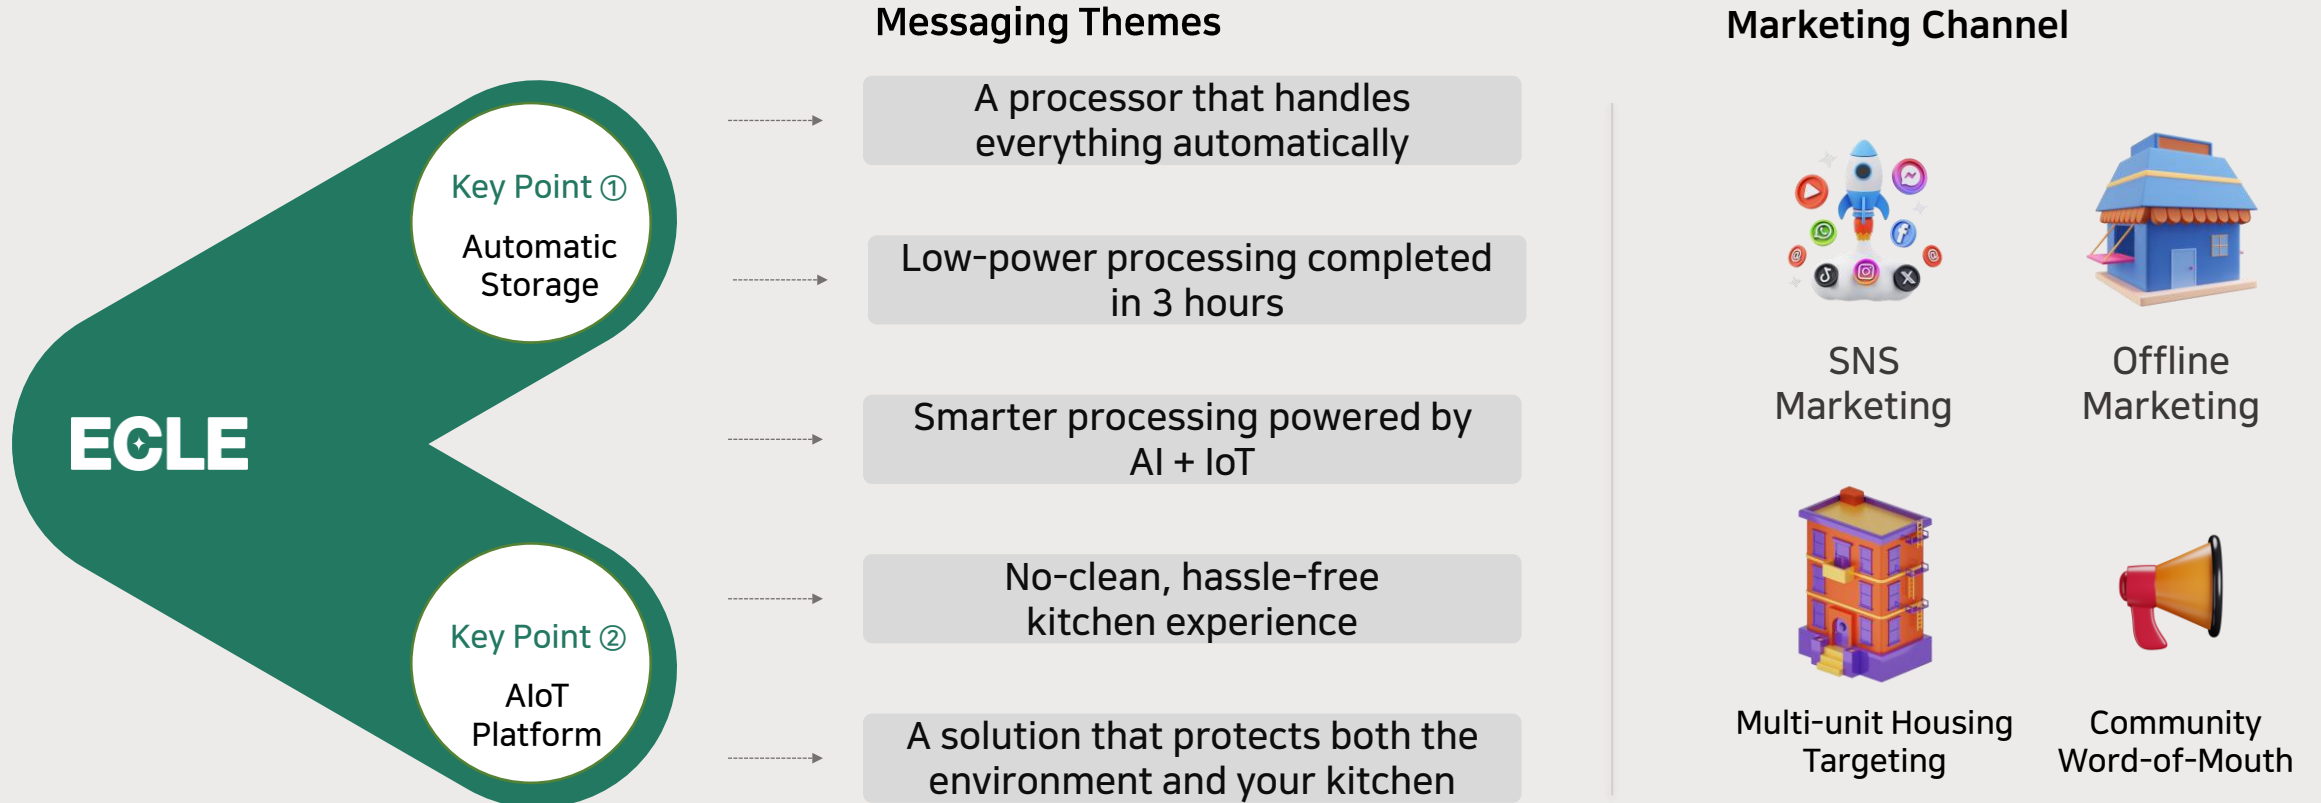 Messaging Themes
Marketing Channel
ECLE
Key Point ①
Automatic
Storage
Key Point ②
AIoT
Platform
A processor that handles
everything automatically
Low-power processing completed
in 3 hours
Smarter processing powered by
AI + IoT
No-clean, hassle-free
kitchen experience
A solution that protects both the
environment and your kitchen
SNS
Marketing
Offline
Marketing
Multi-unit Housing
Targeting
Community
Word-of-Mouth